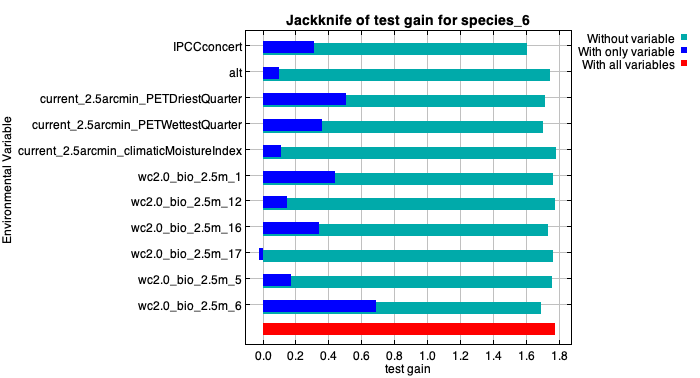 Jackknife of test gain for species_6
Without variable
With only variable
With all variables
Environmental Variable
IPCCconcert
alt
current_2.5arcmin_PETDriestQuarter
current_2.5arcmin_PETWettestQuarter
current_2.5arcmin_climaticMoistureIndex
wc2.0_bio_2.5m_1
wc2.0_bio_2.5m_12
wc2.0_bio_2.5m_16
wc2.0_bio_2.5m_17
wc2.0_bio_2.5m_5
wc2.0_bio_2.5m_6
0.0 0.2 0.4 0.6 0.8 1.0 1.2 1.4 1.6 1.8
test gain